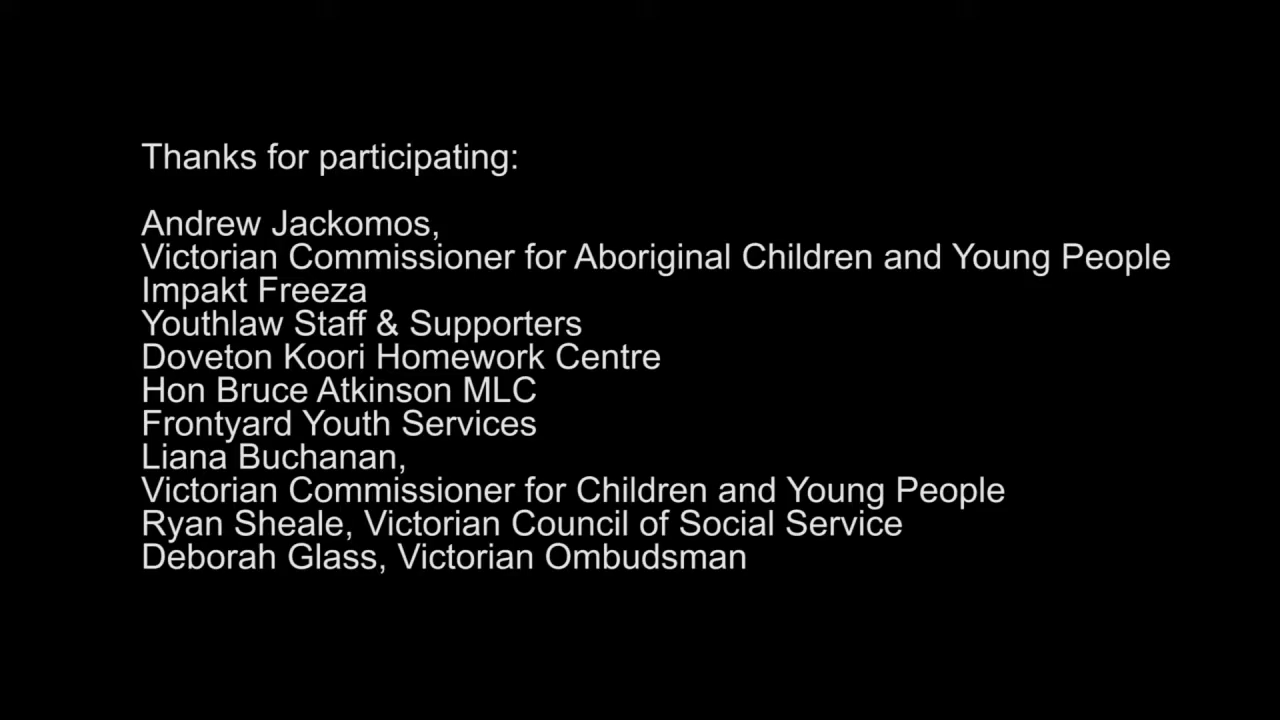 Thanks for participating:
Andrew Jackomos,
Victorian Commissioner for Aboriginal Children and Young People
Impakt Freeza
Youthlaw Staff & Supporters
Doveton Koori Homework Centre
Hon Bruce Atkinson MLC
Frontyard Youth Services
Liana Buchanan,
Victorian Commissioner for Children and Young People
Ryan Sheale, Victorian Council of Social Service
Deborah Glass, Victorian Ombudsman